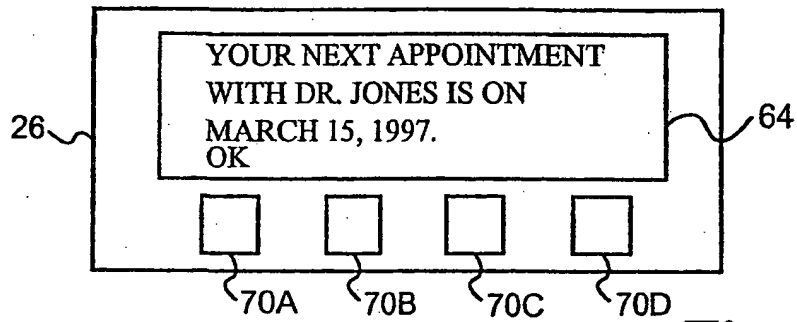 YOUR NEXT APPOINTMENT
WITH DR. JONES IS ON
MARCH 15, 1997.
OK
26
64
70A 70B 70C 70D